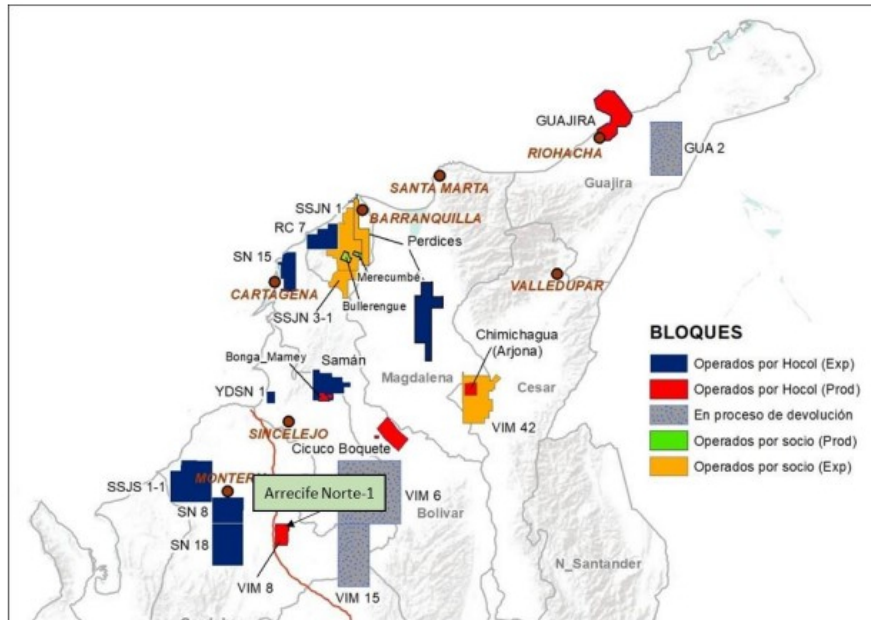 GUAJIRA
RIOHACHA
GUA 2
Guajira
SANTA MARTA
SSJN 1
BARRANQUILLA
RC 7
Perdices
SN 15
Merecumbé
VALLEDUPAR
CARTAGENA
Bullerengue
SSJN 3-1
Chimichagua
(Arjona)
Bonga_Mamey
Samán
Magdalena
Cesar
YDSN 1
SINCELEJO
VIM 42
Cicuco Boquete
SSJS 1-1
MONTER
Arrecife Norte-1
VIM 6
SN 8
Bolívar
SN 18
VIM 8
VIM 15
N_Santander
BLOQUES
Operados por Hocol (Exp)
Operados por Hocol (Prod)
En proceso de devolución
Operados por socio (Prod)
Operados por socio (Exp)